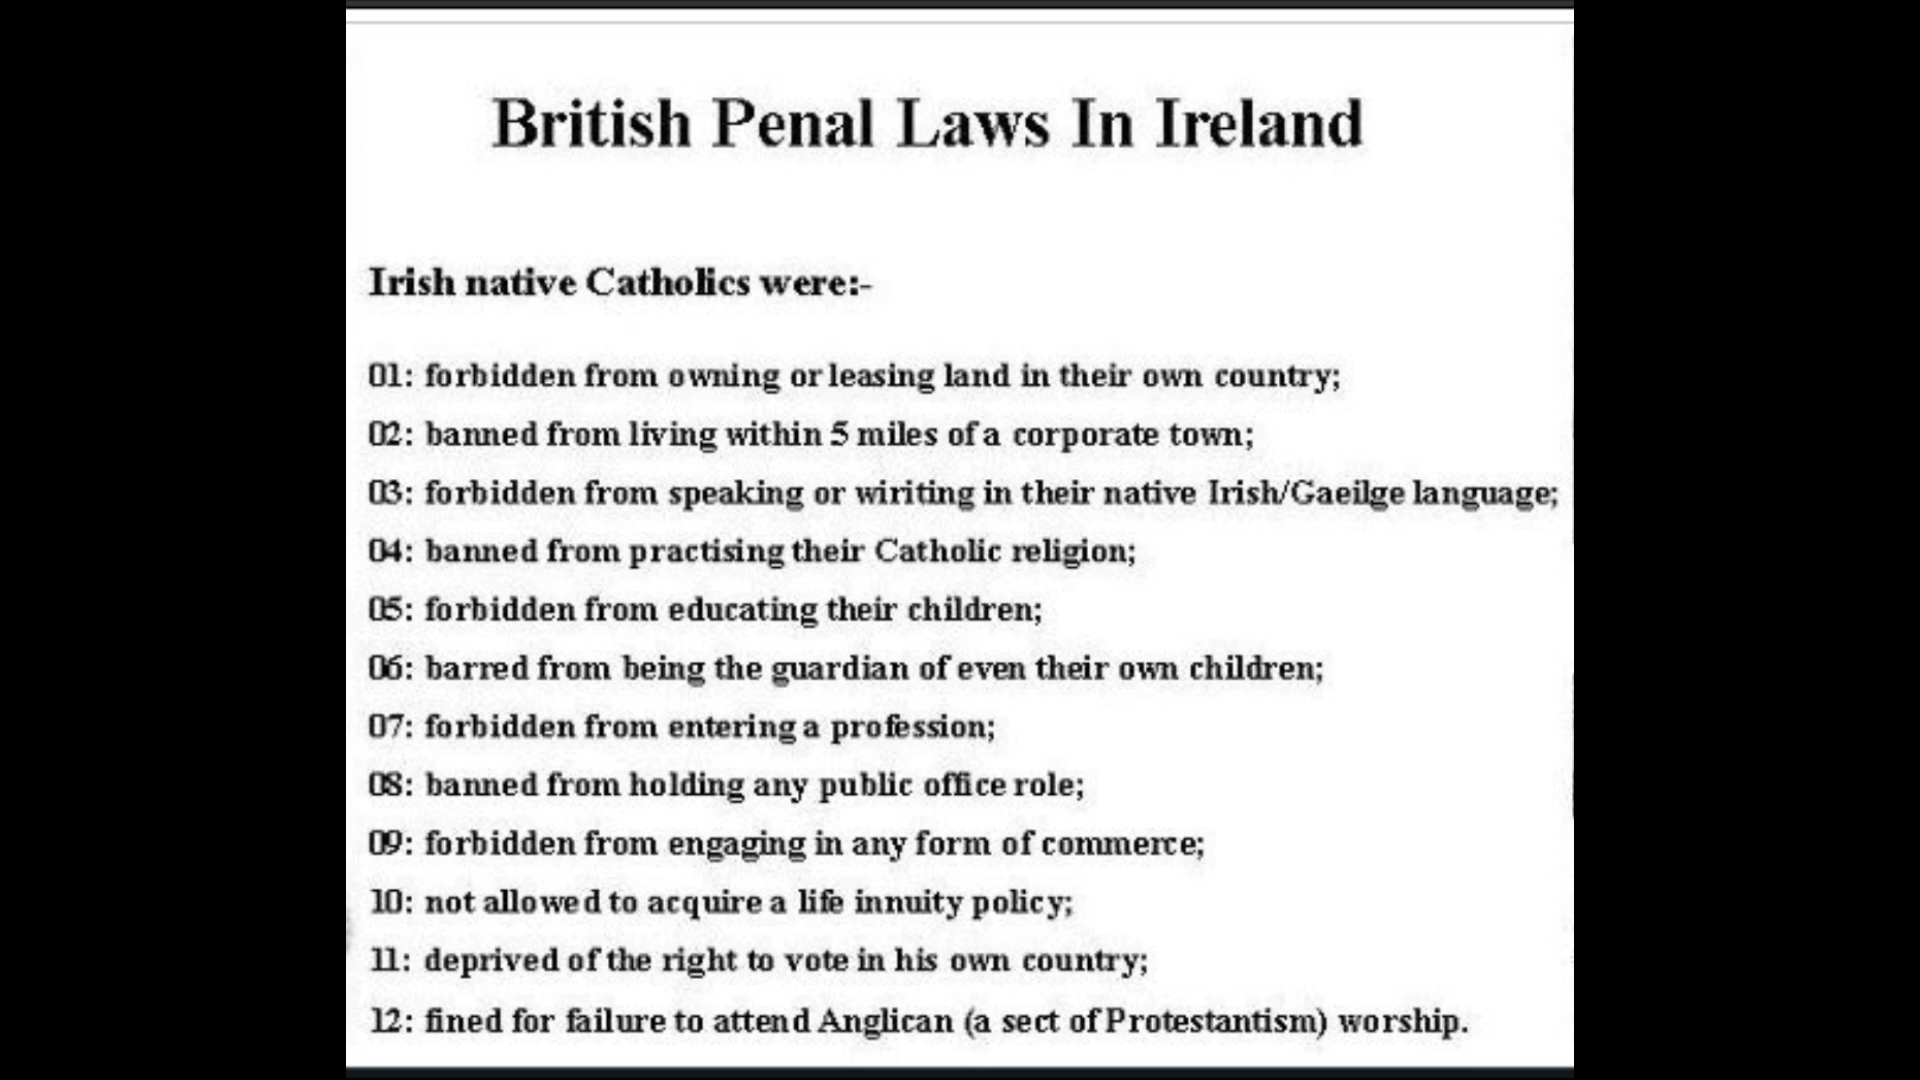 British Penal Laws In Ireland
Irish native Catholics were:-
01: forbidden from owning or leasing land in their own country;
02: banned from living within 5 miles of a corporate town;
03: forbidden from speaking or wiriting in their native Irish/Gaeilge language;
04: banned from practising their Catholic religion;
05: forbidden from educating their children;
06: barred from being the guardian of even their own children;
07: forbidden from entering a profession;
08: banned from holding any public office role;
09: forbidden from engaging in any form of commerce;
10: not allowed to acquire a life innuity policy;
11: deprived of the right to vote in his own country;
12: fined for failure to attend Anglican (a sect of Protestantism) worship.